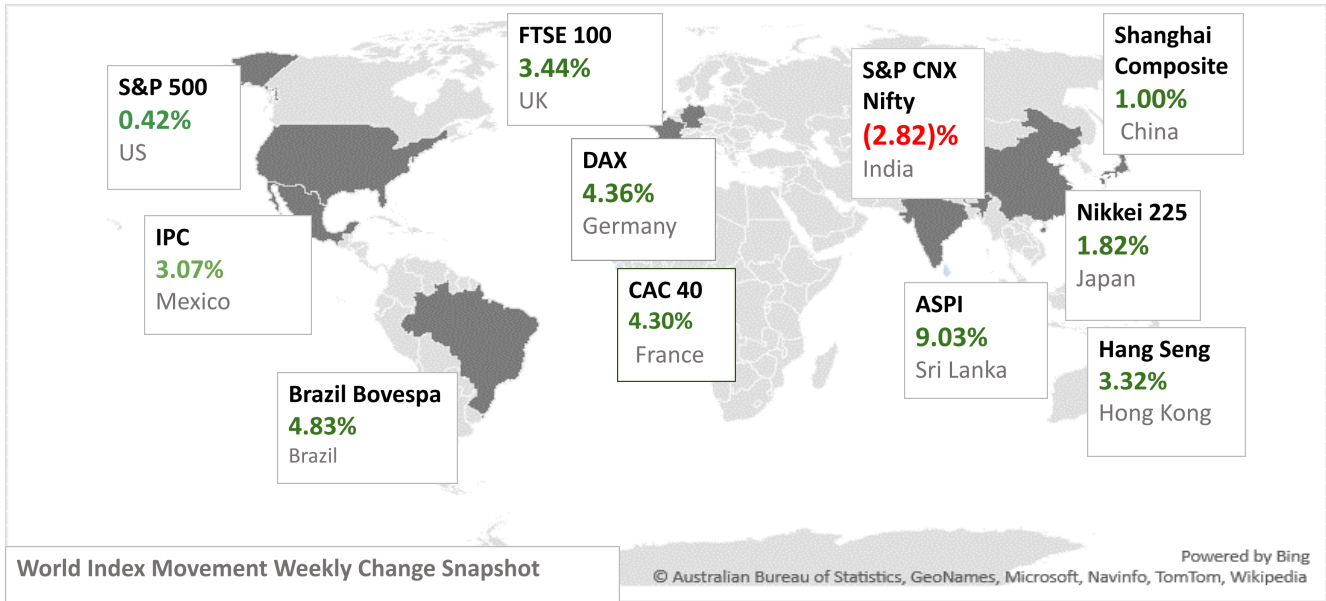 S&P 500
0.42%
US
IPC
3.07%
Mexico
Brazil Bovespa
4.83%
Brazil
FTSE 100
3.44%
UK
DAX
4.36%
Germany
CAC 40
4.30%
France
S&P CNX
Nifty
(2.82)%
India
Shanghai
Composite
1.00%
China
Nikkei 225
1.82%
Japan
ASPI
9.03%
Sri Lanka
Hang Seng
3.32%
Hong Kong
World Index Movement Weekly Change Snapshot
Powered by Bing
© Australian Bureau of Statistics, GeoNames, Microsoft, Navinfo, TomTom, Wikipedia